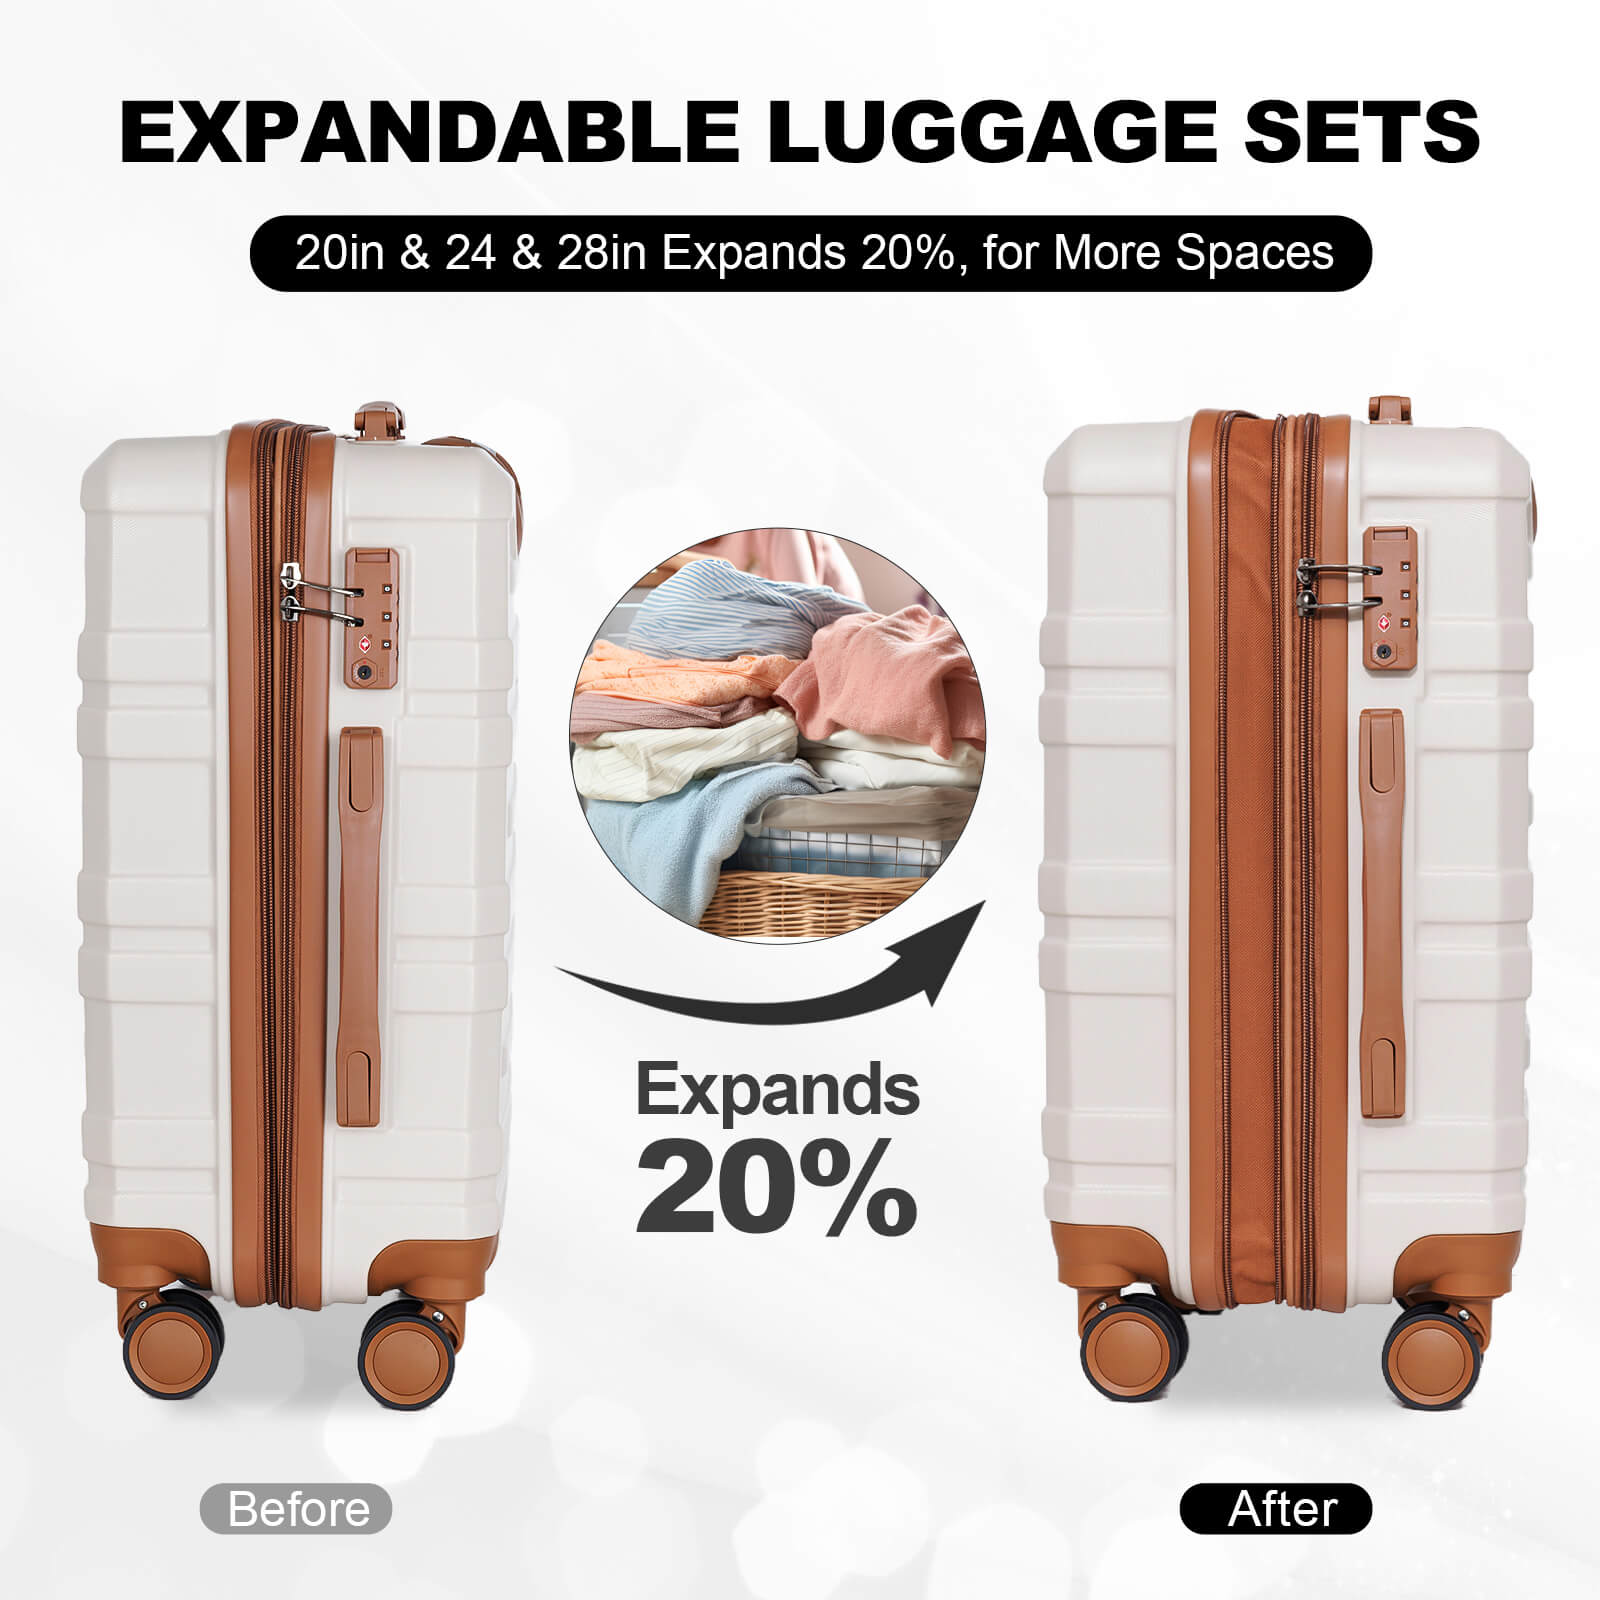 EXPANDABLE LUGGAGE SETS
20in & 24 & 28in Expands 20%, for More Spaces
Expands
20%
Before
After